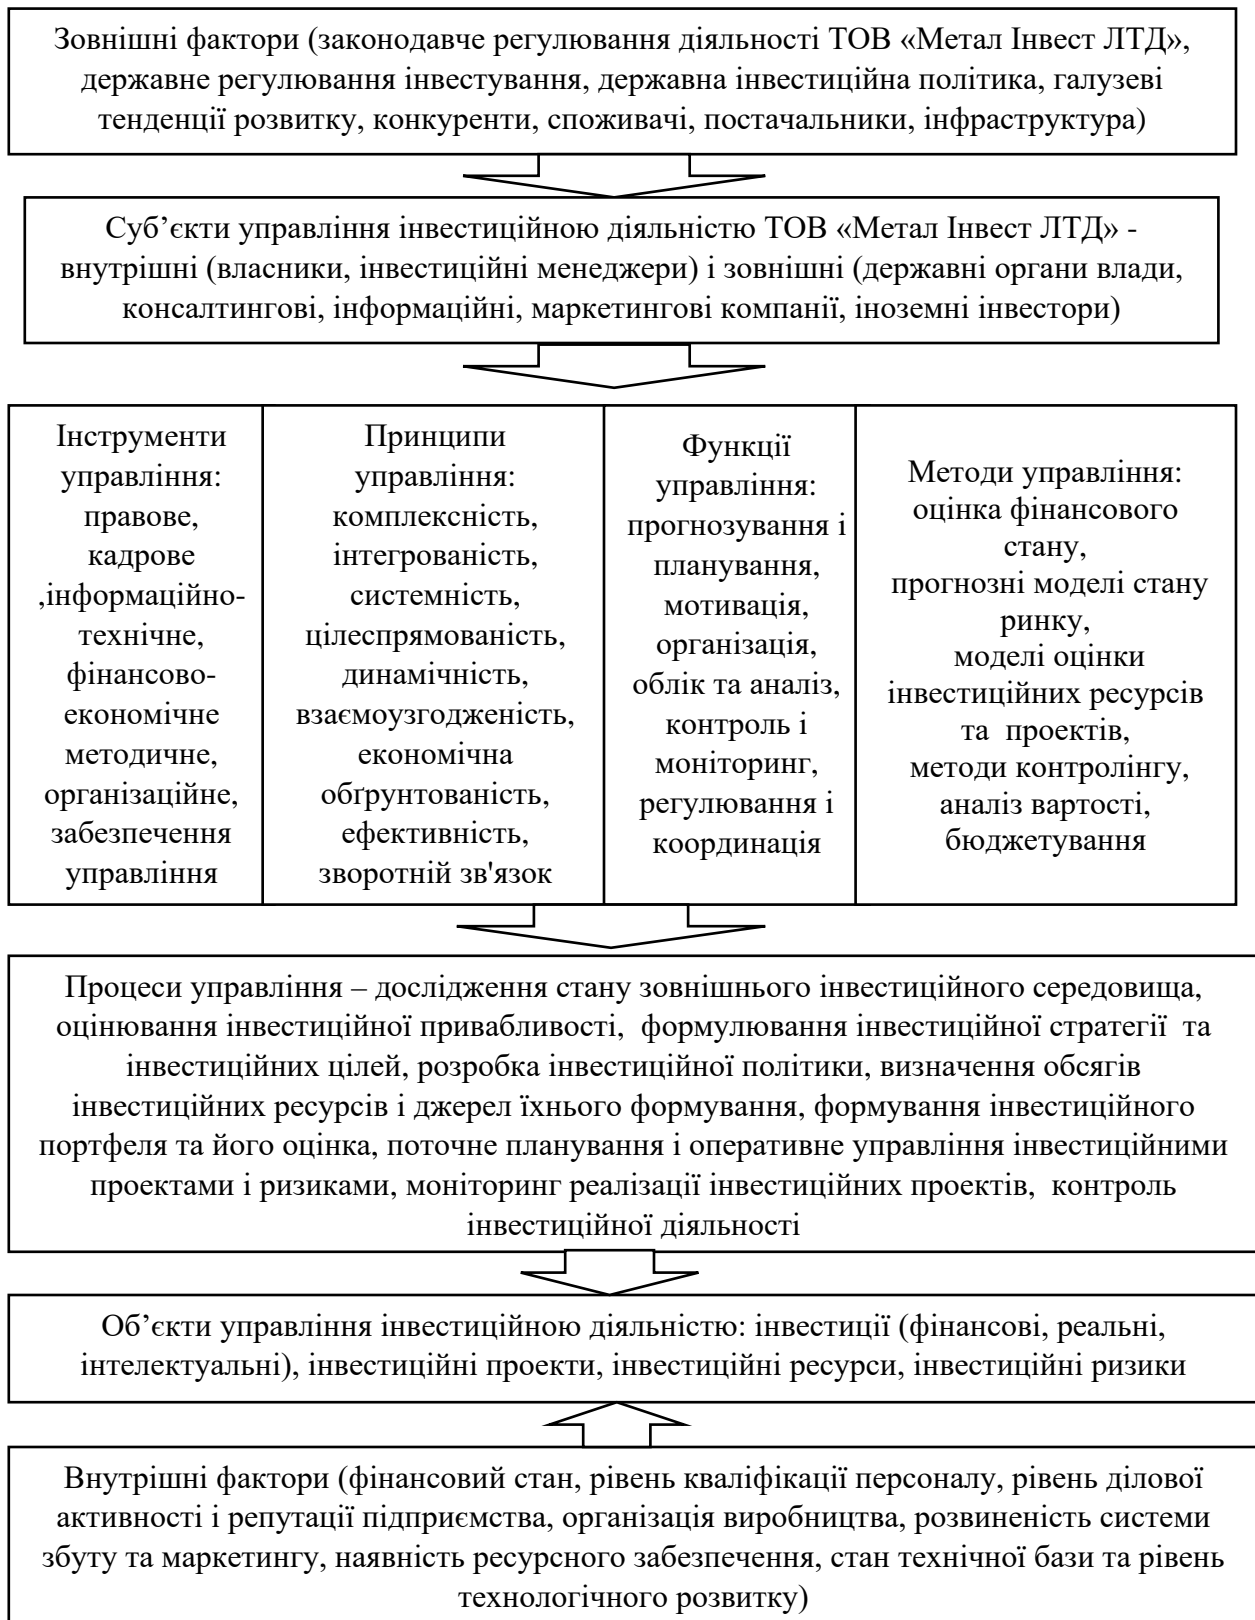 Зовнішні фактори (законодавче регулювання діяльності ТОВ «Метал Інвест ЛТД»,
державне регулювання інвестування, державна інвестиційна політика, галузеві
тенденції розвитку, конкуренти, споживачі, постачальники, інфраструктура)
Суб’єкти управління інвестиційною діяльністю ТОВ «Метал Інвест ЛТД» -
внутрішні (власники, інвестиційні менеджери) і зовнішні (державні органи влади,
консалтингові, інформаційні, маркетингові компанії, іноземні інвестори)
Інструменти
управління:
правове,
кадрове
,інформаційно-
технічне,
фінансово-
економічне
методичне,
організаційне,
забезпечення
управління
Принципи
управління:
комплексність,
інтегрованість,
системність,
цілеспрямованість,
динамічність,
взаємоузгодженість,
економічна
обґрунтованість,
ефективність,
зворотній зв'язок
Функції
управління:
прогнозування і
планування,
мотивація,
організація,
облік та аналіз,
контроль і
моніторинг,
регулювання і
координація
Методи управління:
оцінка фінансового
стану,
прогнозні моделі стану
ринку,
моделі оцінки
інвестиційних ресурсів
та проектів,
методи контролінгу,
аналіз вартості,
бюджетування
Процеси управління – дослідження стану зовнішнього інвестиційного середовища,
оцінювання інвестиційної привабливості, формулювання інвестиційної стратегії та
інвестиційних цілей, розробка інвестиційної політики, визначення обсягів
інвестиційних ресурсів і джерел їхнього формування, формування інвестиційного
портфеля та його оцінка, поточне планування і оперативне управління інвестиційними
проектами і ризиками, моніторинг реалізації інвестиційних проектів, контроль
інвестиційної діяльності
Об’єкти управління інвестиційною діяльністю: інвестиції (фінансові, реальні,
інтелектуальні), інвестиційні проекти, інвестиційні ресурси, інвестиційні ризики
Внутрішні фактори (фінансовий стан, рівень кваліфікації персоналу, рівень ділової
активності і репутації підприємства, організація виробництва, розвиненість системи
збуту та маркетингу, наявність ресурсного забезпечення, стан технічної бази та рівень
технологічного розвитку)